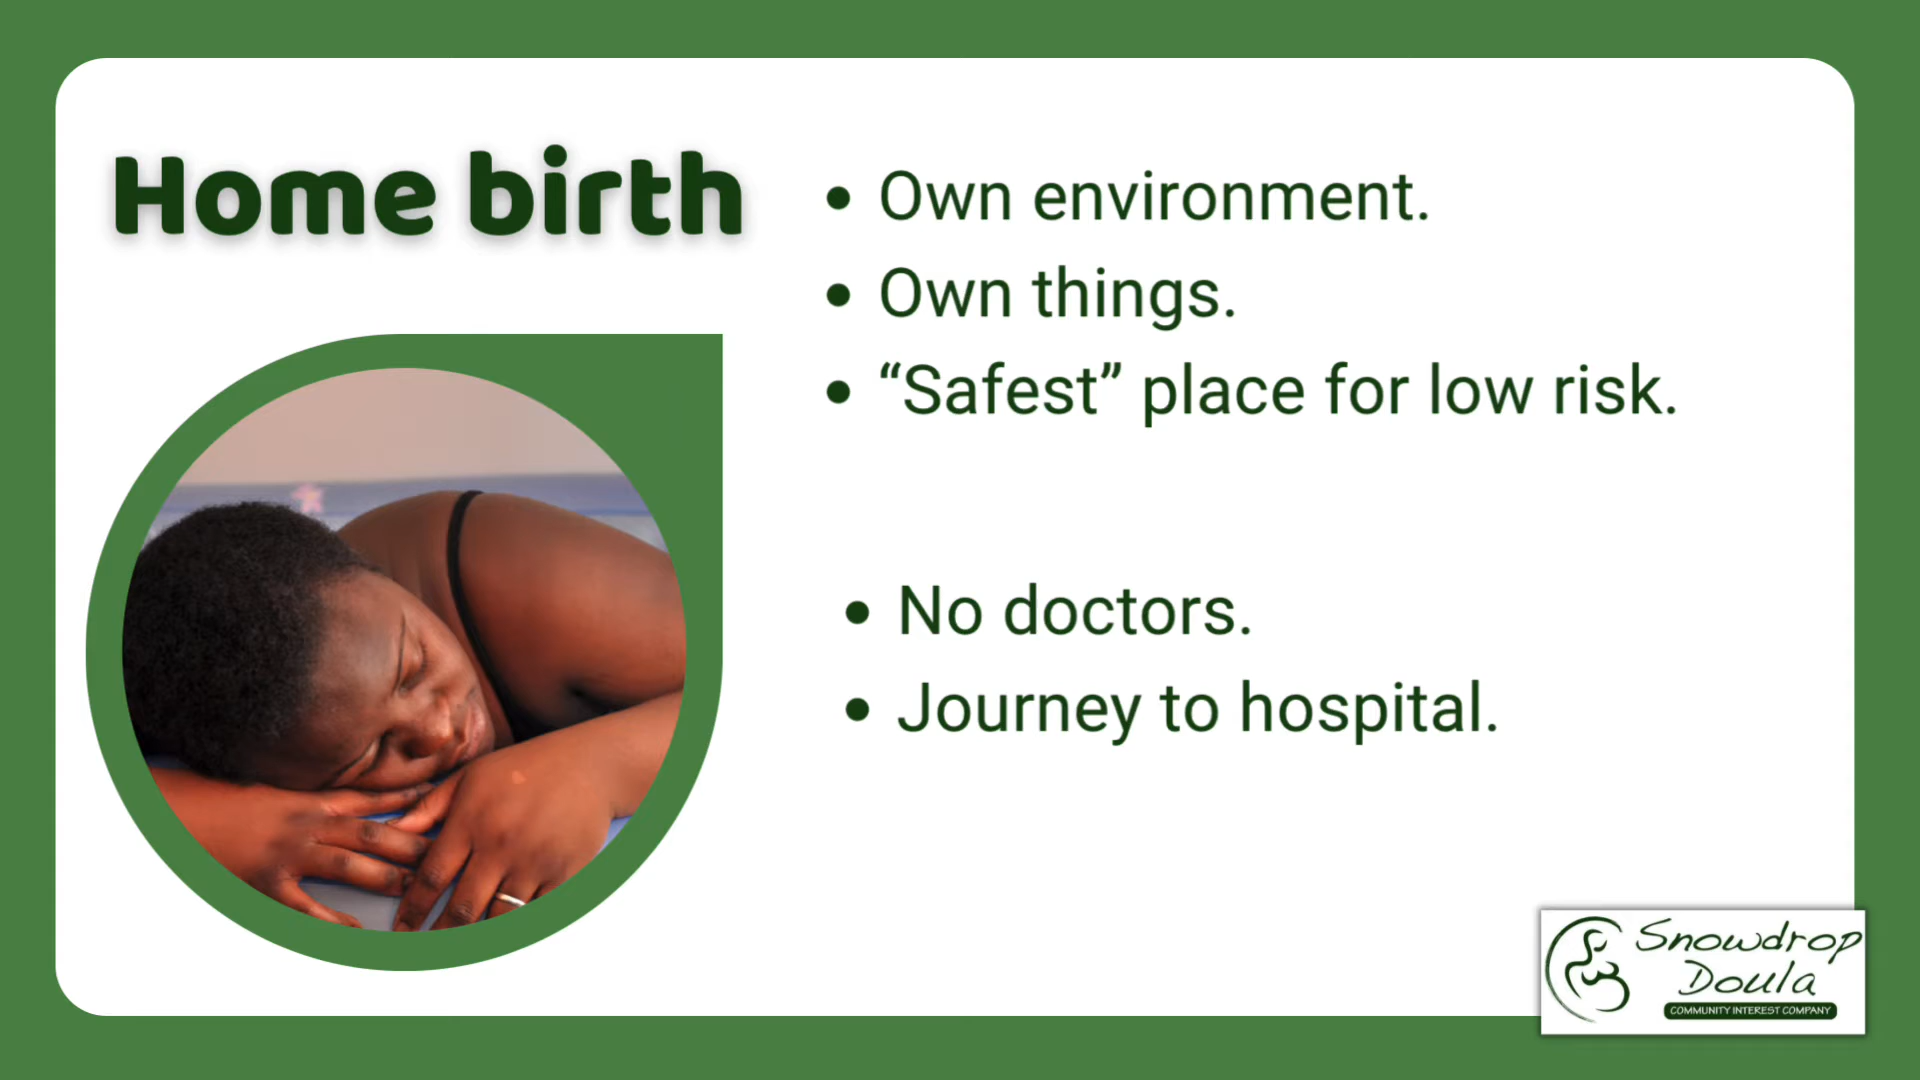 Home birth
• Own environment.
• Own things.
• “Safest” place for low risk.
• No doctors.
• Journey to hospital.
Snowdrop
Doula
COMMUNITY INTEREST COMPANY